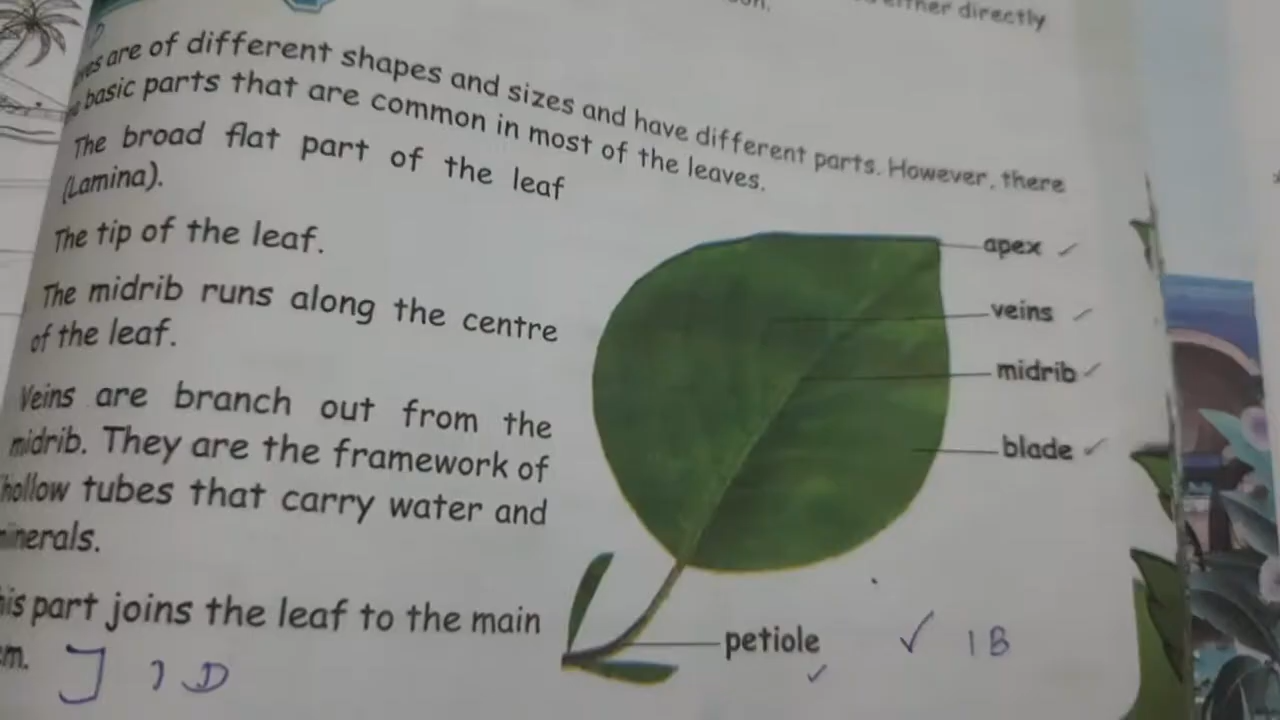 either directly
are of different shapes and sizes and have different parts. However, there
basic parts that are common in most of the leaves.
The broad flat part of the leaf
(Lamina).
The tip of the leaf.
The midrib runs along the centre
of the leaf.
Veins are branch out from the
midrib. They are the framework of
hollow tubes that carry water and
minerals.
this part joins the leaf to the main
apex
veins
midrib
blade
petiole
1 B
1 D